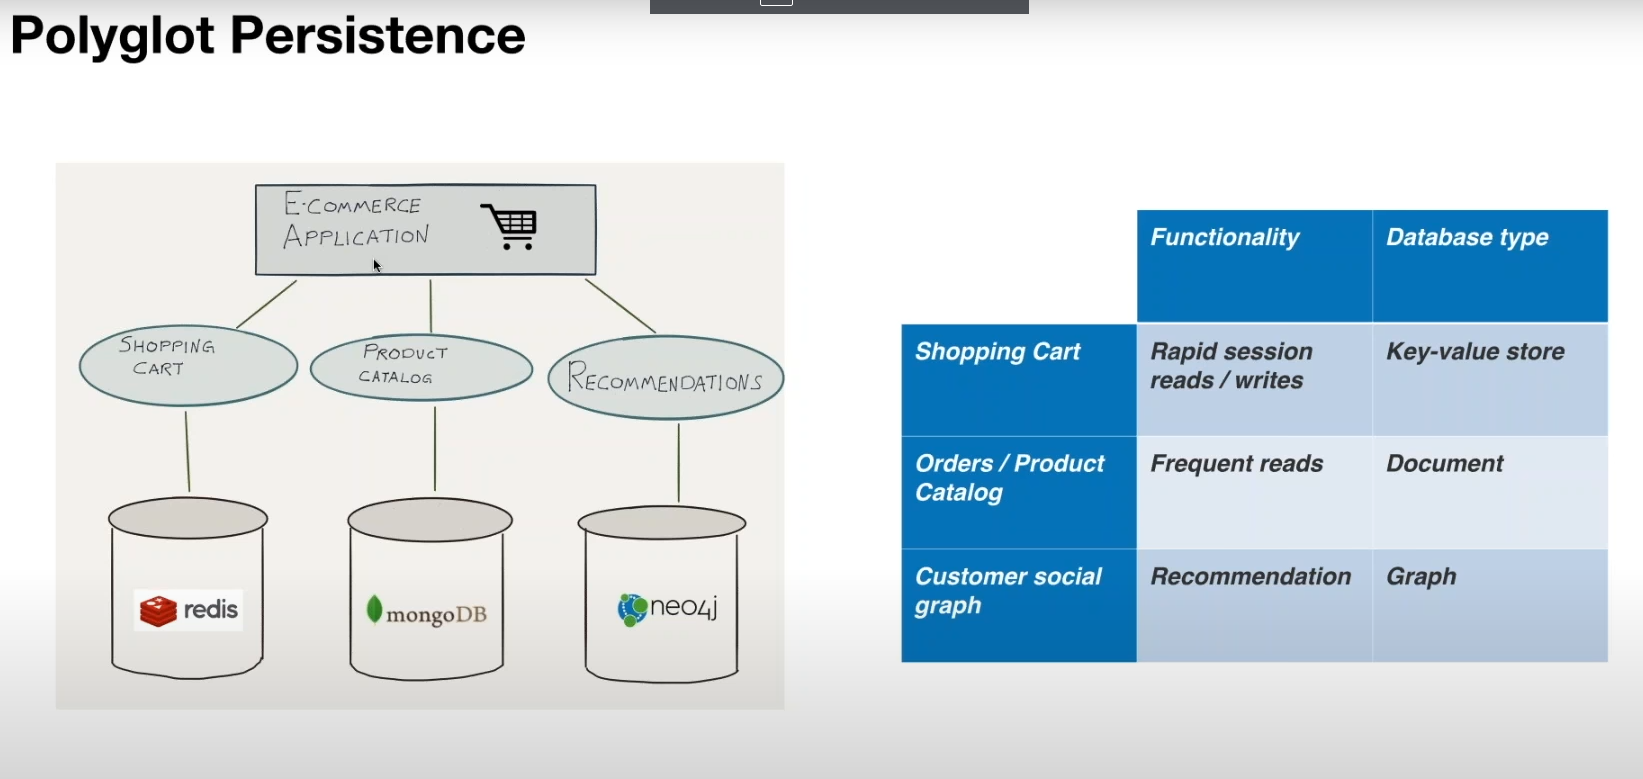 Polyglot Persistence
E-COMMERCE
APPLICATION
SHOPPING
CART
PRODUCT
CATALOG
RECOMMENDATIONS
redis
mongoDB
neo4j
Functionality
Database type
Shopping Cart
Rapid session
reads / writes
Key-value store
Orders / Product
Catalog
Frequent reads
Document
Customer social
graph
Recommendation
Graph